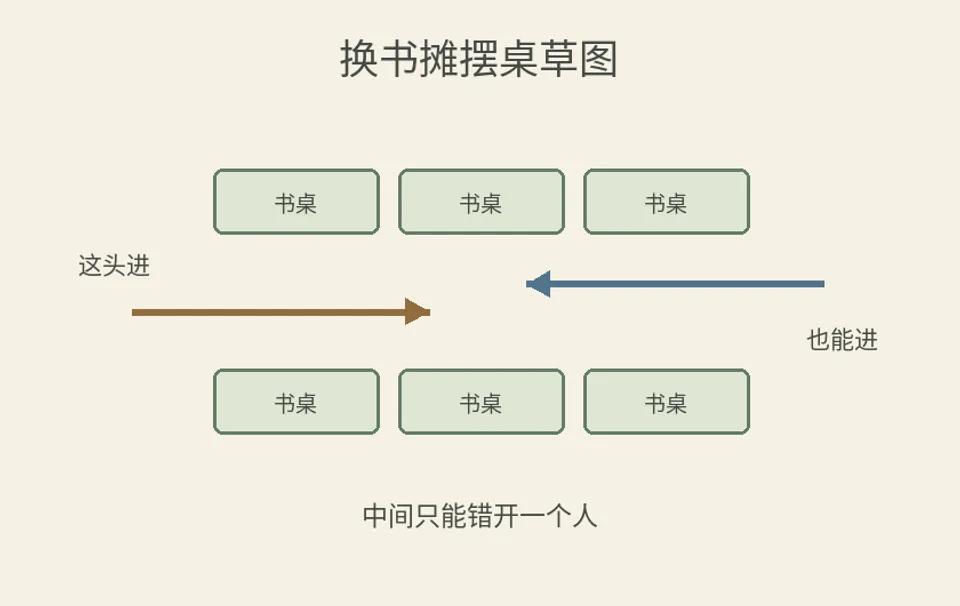 换书摊摆桌草图
书桌 书桌 书桌
这头进
也能进
书桌 书桌 书桌
中间只能错开一个人